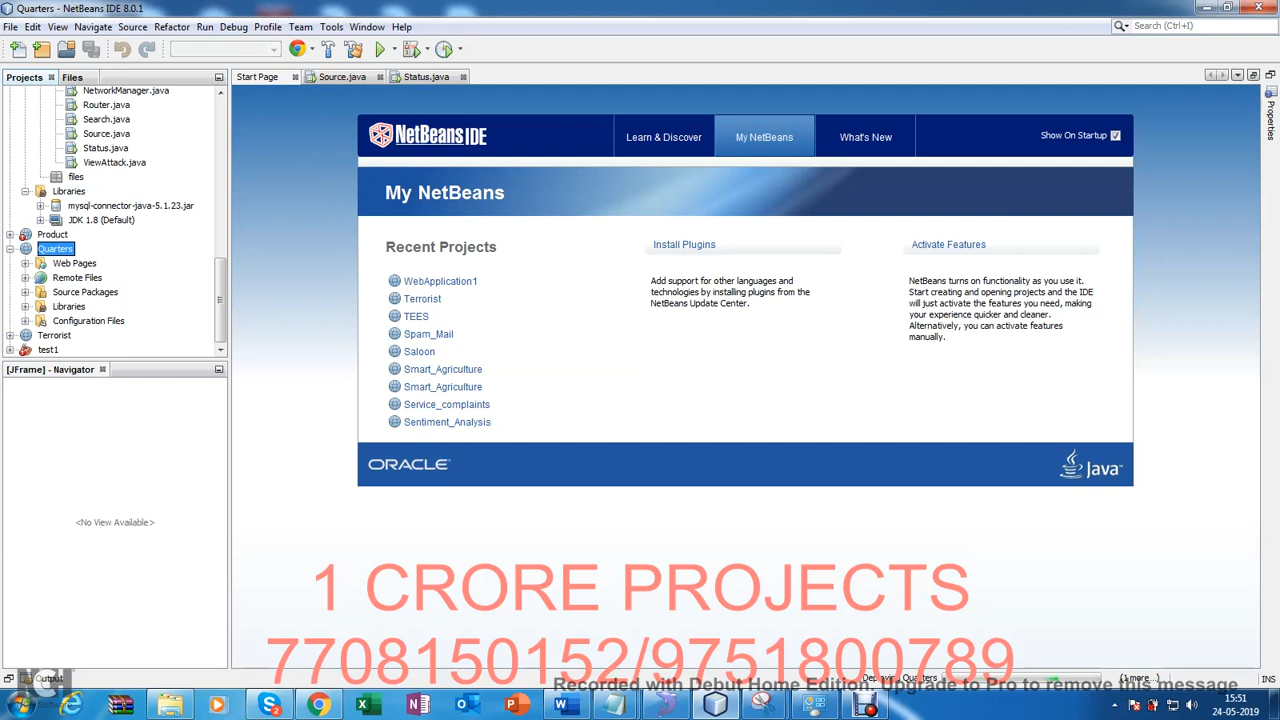 Quarters - NetBeans IDE 8.0.1
File Edit View Navigate Source Refactor Run Debug Profile Team Tools Window Help
Search (Ctrl+I)
Projects Files
Start Page Source.java Status.java
NetworkManager.java
Router.java
Search.java
Source.java
Status.java
ViewAttack.java
files
Libraries
mysql-connector-java-5.1.23.jar
JDK 1.8 (Default)
Product
Quarters
Web Pages
Remote Files
Source Packages
Libraries
Configuration Files
Terrorist
test1
[JFrame] - Navigator
<No View Available>
NetBeans IDE
Learn & Discover
My NetBeans
What's New
Show On Startup
My NetBeans
Recent Projects
WebApplication1
Terrorist
TEES
Spam_Mail
Saloon
Smart_Agriculture
Smart_Agriculture
Service_complaints
Sentiment_Analysis
Install Plugins
Add support for other languages and
technologies by installing plugins from the
NetBeans Update Center.
Activate Features
NetBeans turns on functionality as you use it.
Start creating and opening projects and the IDE
will just activate the features you need, making
your experience quicker and cleaner.
Alternatively, you can activate features
manually.
ORACLE
Java
Properties
1 CRORE PROJECTS
7708150152/9751800789
Output
Quarters
(1 more...)
INS
Recorded with Debut Home Edition. Upgrade to Pro to remove this message
15:51
24-05-2019